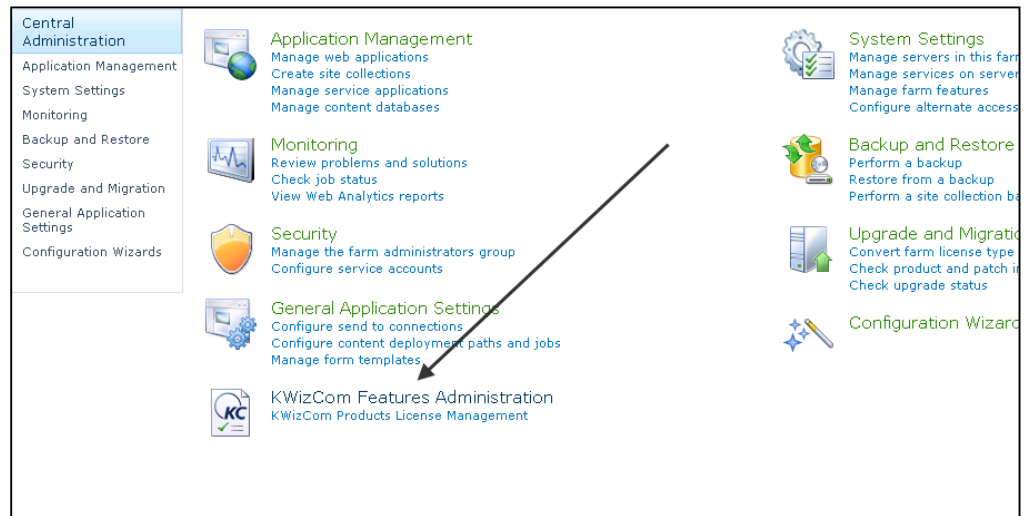 Central
Administration
Application Management
System Settings
Monitoring
Backup and Restore
Security
Upgrade and Migration
General Application
Settings
Configuration Wizards
Application Management
Manage web applications
Create site collections
Manage service applications
Manage content databases
Monitoring
Review problems and solutions
Check job status
View Web Analytics reports
Security
Manage the farm administrators group
Configure service accounts
General Application Settings
Configure send to connections
Configure content deployment paths and jobs
Manage form templates
KC
KWizCom Features Administration
KWizCom Products License Management
System Settings
Manage servers in this farm
Manage services on server
Manage farm features
Configure alternate access
Backup and Restore
Perform a backup
Restore from a backup
Perform a site collection ba
Upgrade and Migratio
Convert farm license type
Check product and patch in
Check upgrade status
Configuration Wizard